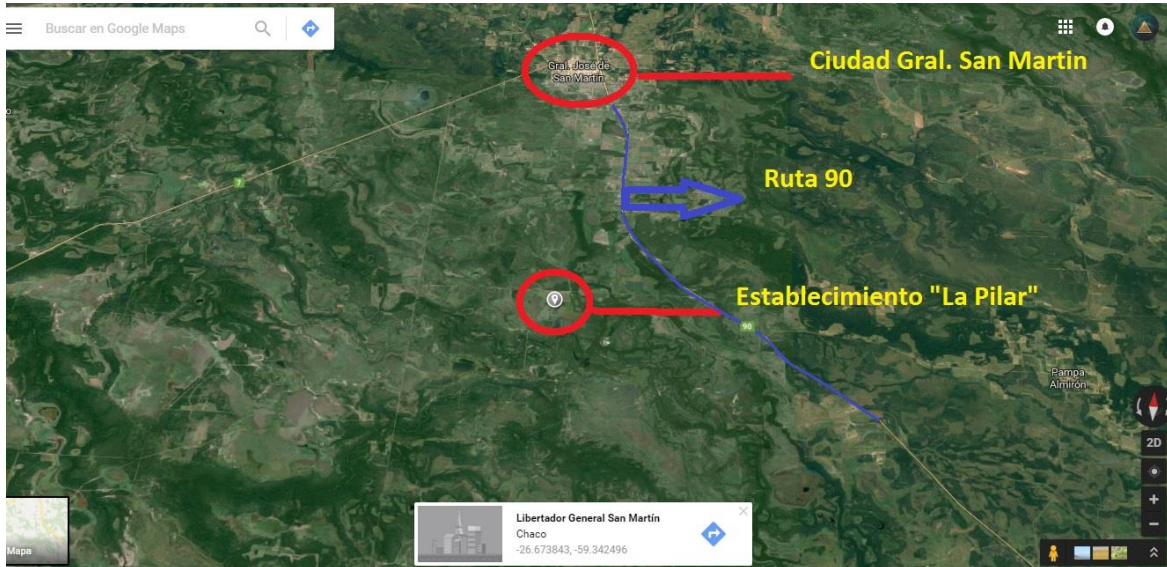 Buscar en Google Maps
Gral. José de
San Martín
Ciudad Gral. San Martin
7
Ruta 90
Establecimiento "La Pilar"
90
Pampa
Almirón
2D
Libertador General San Martín
Chaco
-26.673843, -59.342496
Mapa